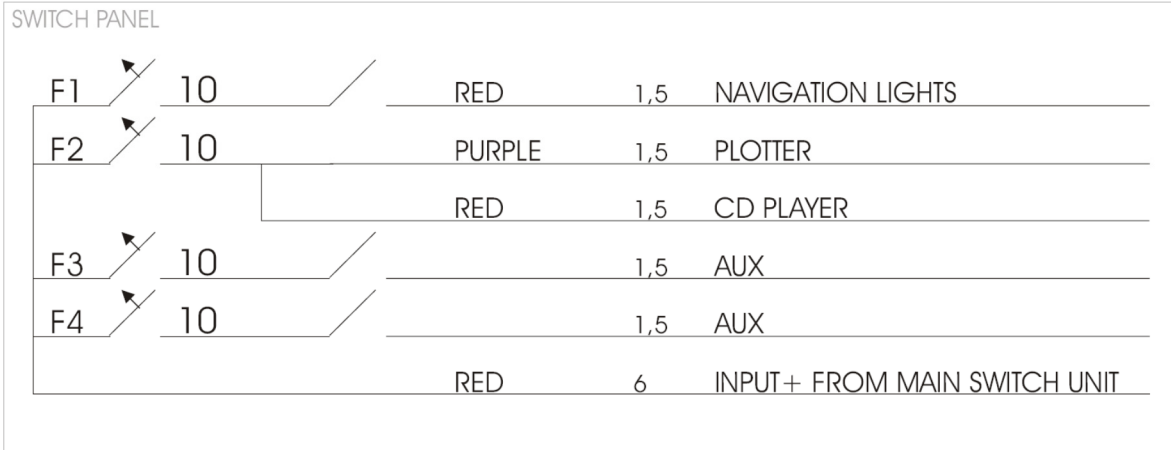 SWITCH PANEL
F1 10 RED 1,5 NAVIGATION LIGHTS
F2 10 PURPLE 1,5 PLOTTER
RED 1,5 CD PLAYER
F3 10 1,5 AUX
F4 10 1,5 AUX
RED 6 INPUT+ FROM MAIN SWITCH UNIT